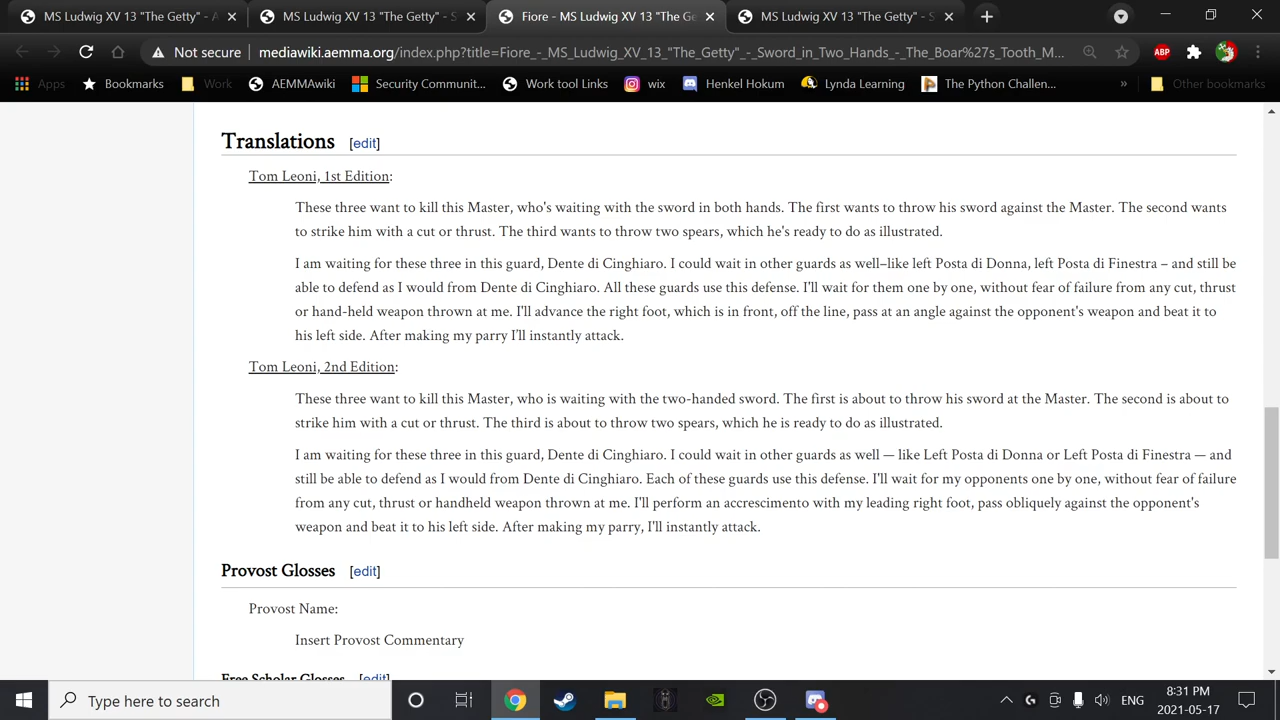 MS Ludwig XV 13 "The Getty" - A
MS Ludwig XV 13 "The Getty" - S
Fiore - MS Ludwig XV 13 "The Ge
MS Ludwig XV 13 "The Getty" - S
Not secure
mediawiki.aemma.org/index.php?title=Fiore_-_MS_Ludwig_XV_13_"The_Getty"_-_Sword_in_Two_Hands_-_The_Boar%27s_Tooth_M...
ABP
Apps
Bookmarks
Work
AEMMAwiki
Security Communit...
Work tool Links
wix
Henkel Hokum
Lynda Learning
The Python Challen...
»
Other bookmarks
Translations [edit]
Tom Leoni, 1st Edition:
These three want to kill this Master, who's waiting with the sword in both hands. The first wants to throw his sword against the Master. The second wants
to strike him with a cut or thrust. The third wants to throw two spears, which he's ready to do as illustrated.
I am waiting for these three in this guard, Dente di Cinghiaro. I could wait in other guards as well–like left Posta di Donna, left Posta di Finestra – and still be
able to defend as I would from Dente di Cinghiaro. All these guards use this defense. I'll wait for them one by one, without fear of failure from any cut, thrust
or hand-held weapon thrown at me. I'll advance the right foot, which is in front, off the line, pass at an angle against the opponent's weapon and beat it to
his left side. After making my parry I'll instantly attack.
Tom Leoni, 2nd Edition:
These three want to kill this Master, who is waiting with the two-handed sword. The first is about to throw his sword at the Master. The second is about to
strike him with a cut or thrust. The third is about to throw two spears, which he is ready to do as illustrated.
I am waiting for these three in this guard, Dente di Cinghiaro. I could wait in other guards as well — like Left Posta di Donna or Left Posta di Finestra — and
still be able to defend as I would from Dente di Cinghiaro. Each of these guards use this defense. I'll wait for my opponents one by one, without fear of failure
from any cut, thrust or handheld weapon thrown at me. I'll perform an accrescimento with my leading right foot, pass obliquely against the opponent's
weapon and beat it to his left side. After making my parry, I'll instantly attack.
Provost Glosses [edit]
Provost Name:
Insert Provost Commentary
Free Scholar Glosses [edit]
Type here to search
ENG
8:31 PM
2021-05-17